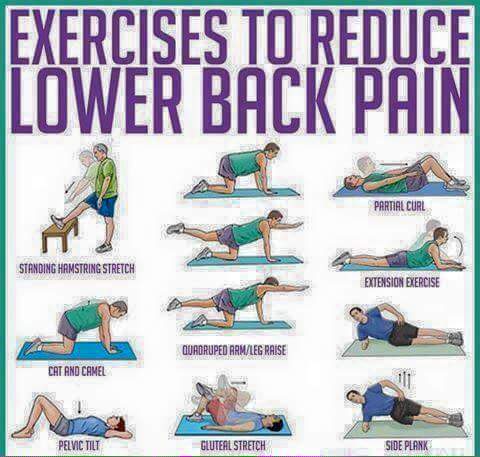 EXERCISES TO REDUCE
LOWER BACK PAIN
STANDING HAMSTRING STRETCH
CAT AND CAMEL
PELVIC TILT
QUADRUPED ARM/LEG RAISE
GLUTEAL STRETCH
PARTIAL CURL
EXTENSION EXERCISE
SIDE PLANK